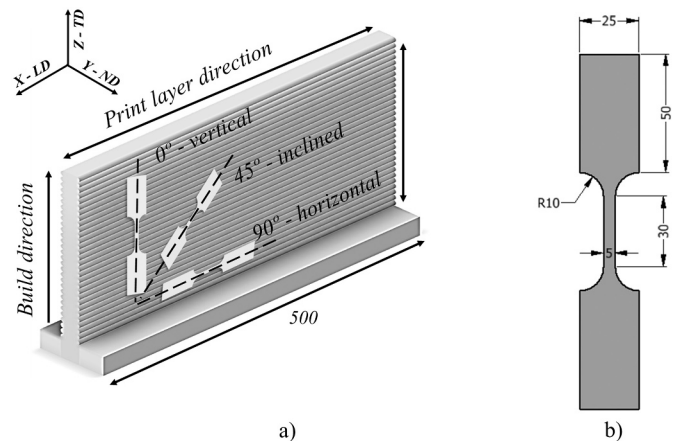 Z - TD
X - LD
Y - ND
Print layer direction
0° - vertical
45° - inclined
90° - horizontal
Build direction
500
a)
25
50
R10
30
5
b)